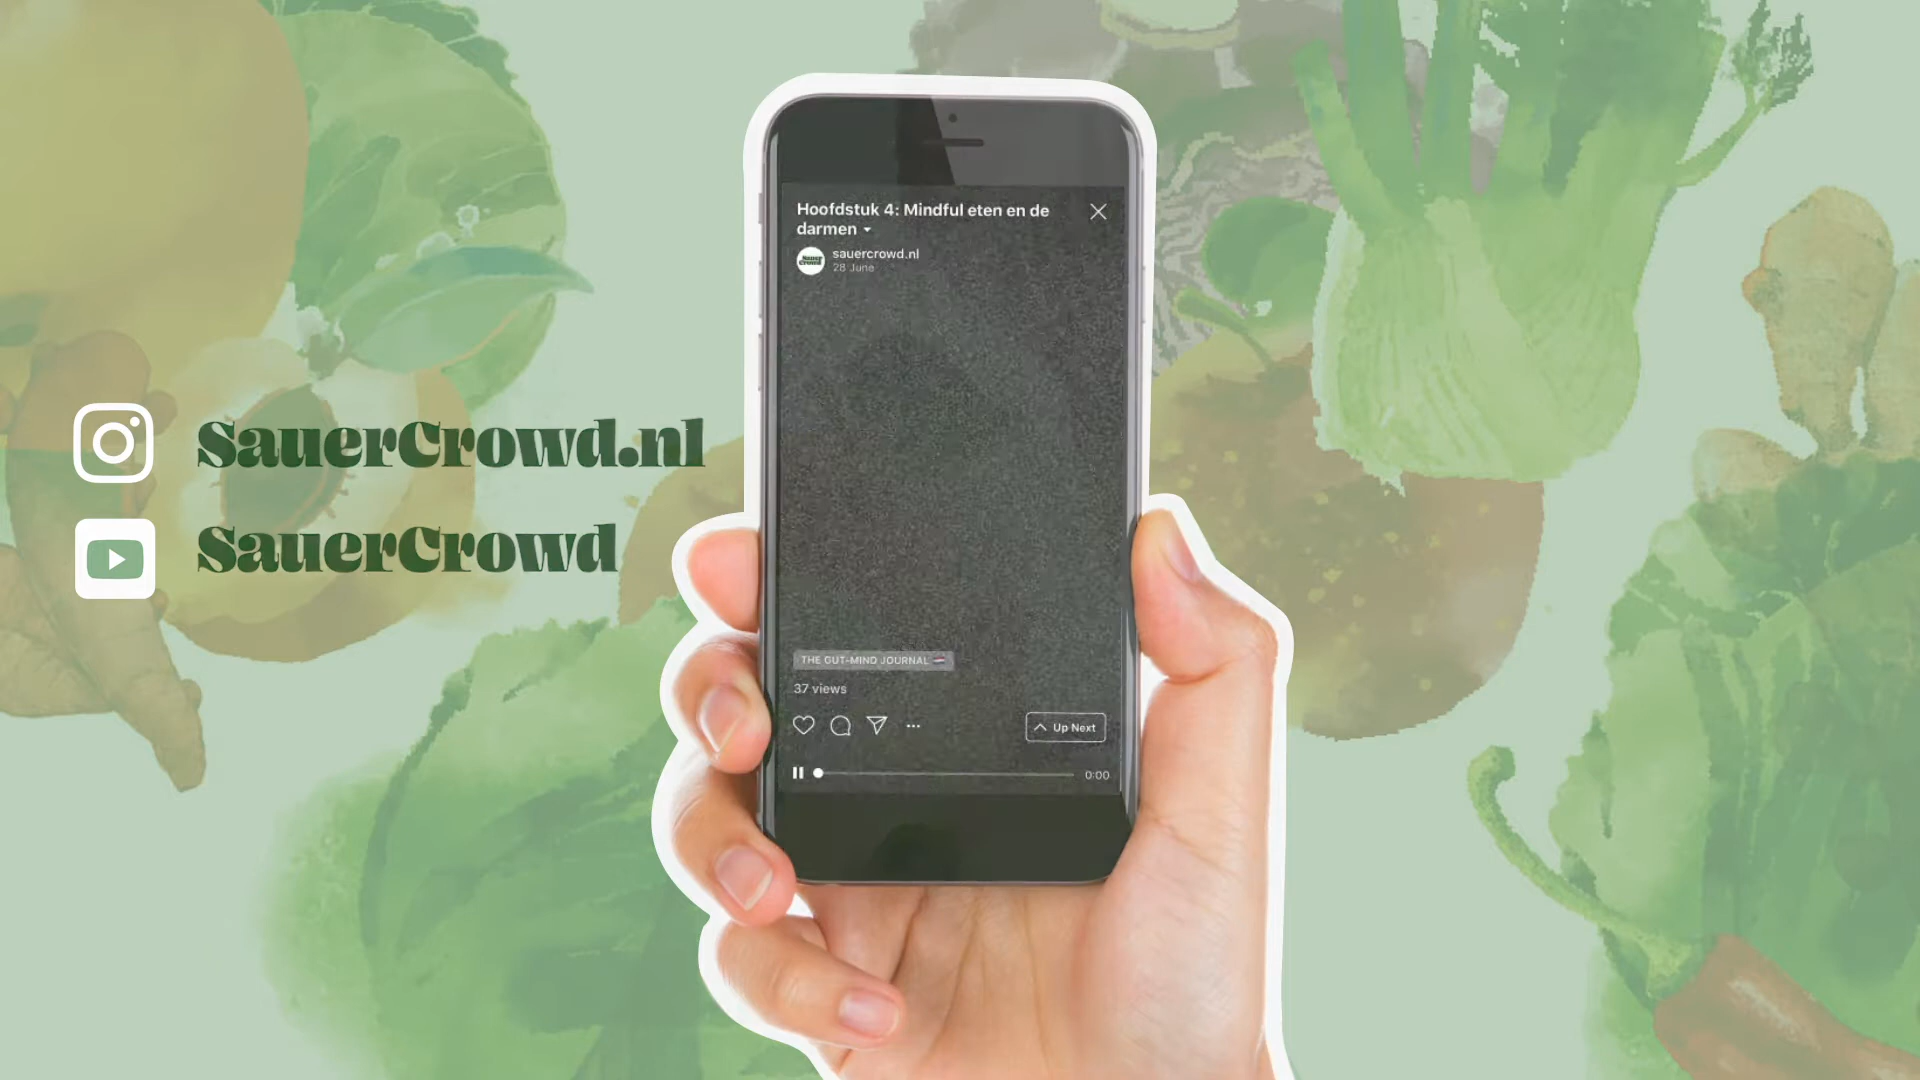 SauerCrowd.nl
SauerCrowd
Hoofdstuk 4: Mindful eten en de
darmen
sauercrowd.nl
28 June
THE GUT-MIND JOURNAL
37 views
Up Next
0:00